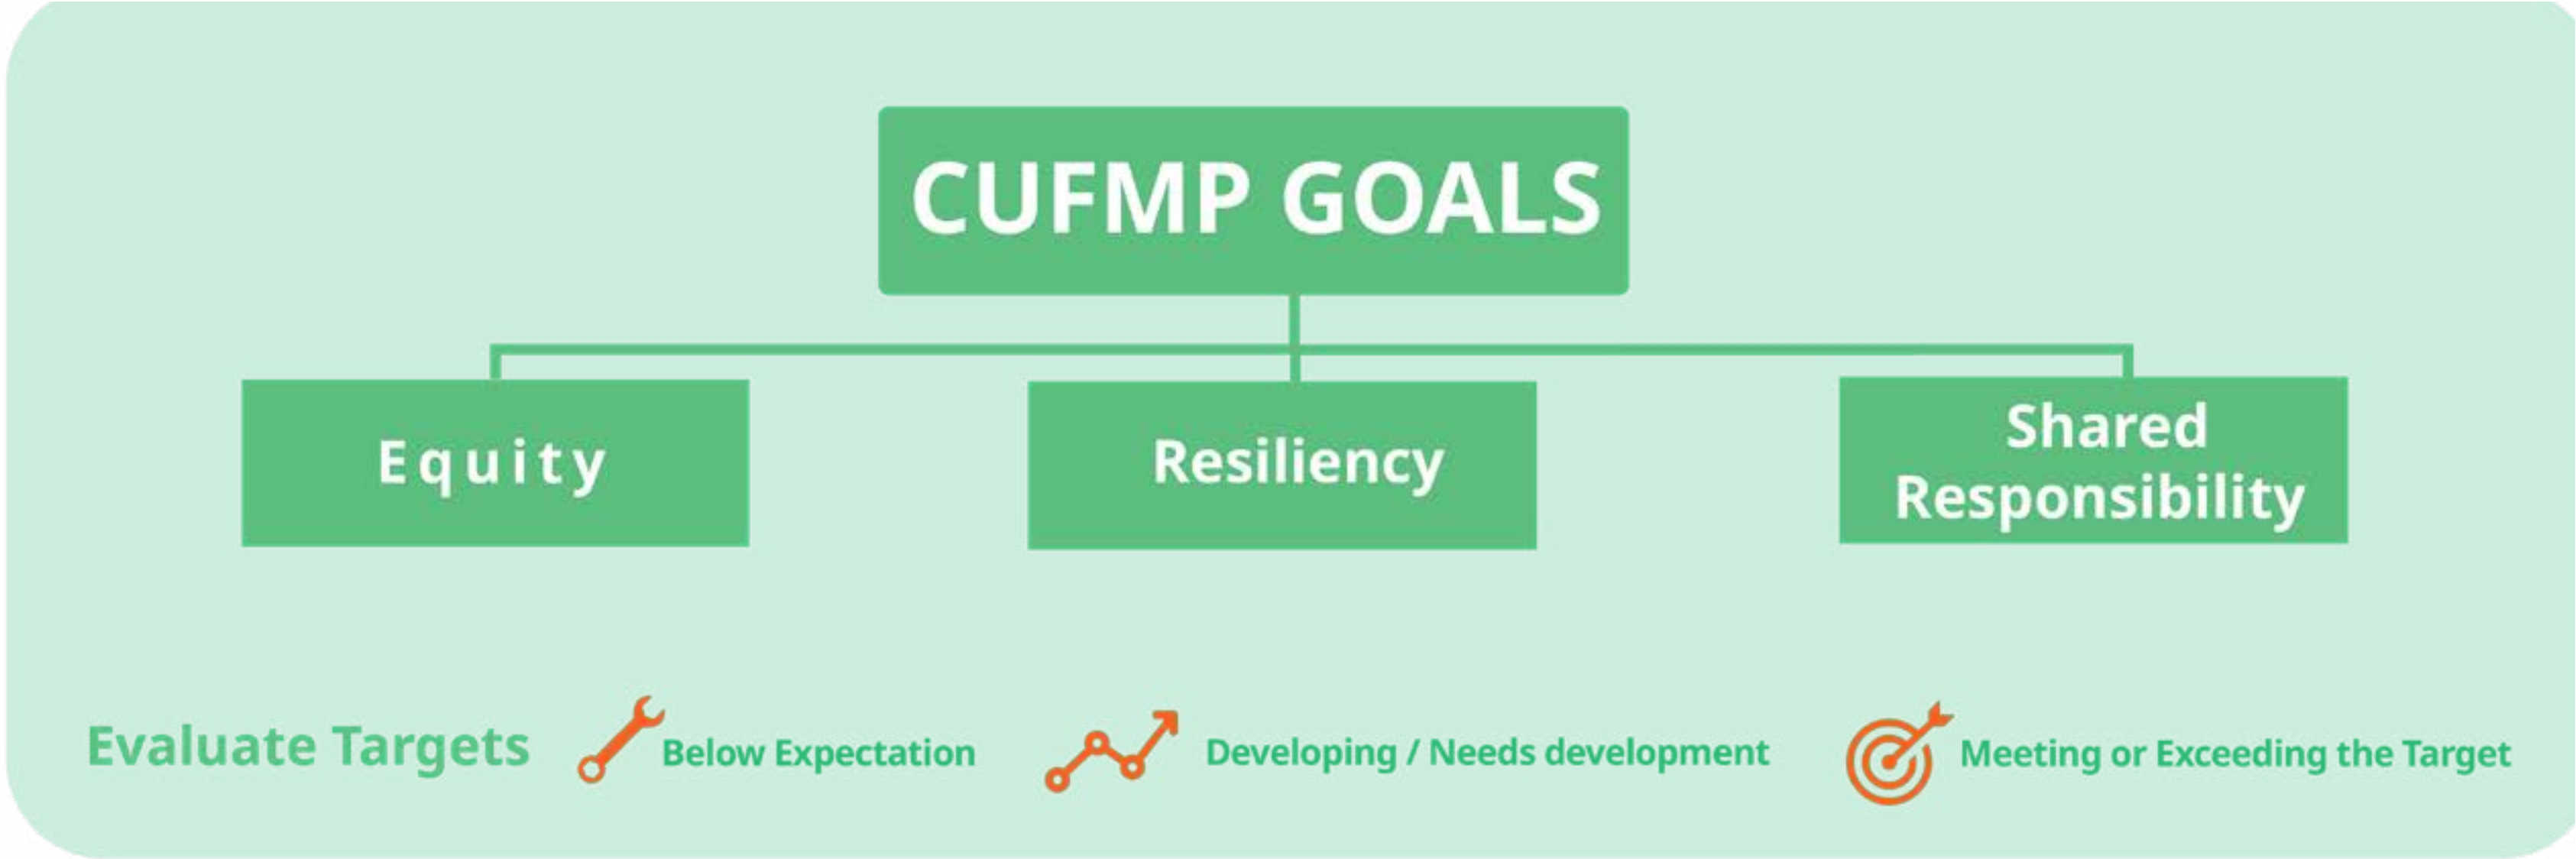 CUFMP GOALS
Equity
Resiliency
Shared
Responsibility
Evaluate Targets
Below Expectation
Developing / Needs development
Meeting or Exceeding the Target